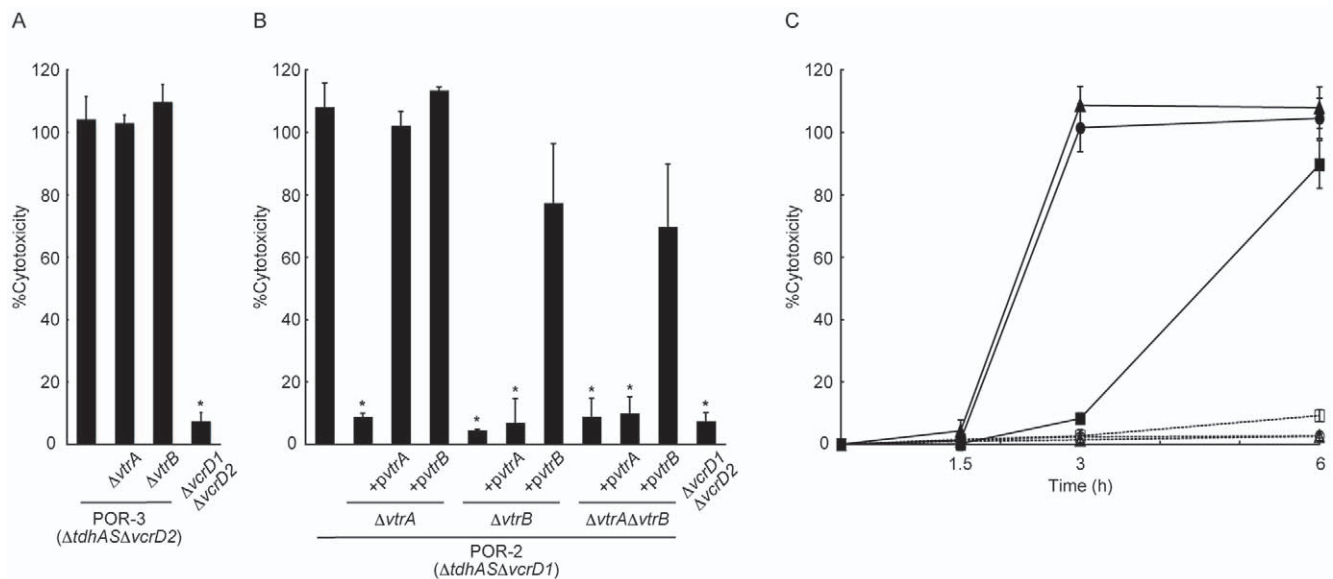 A
B
C
120
100
80
60
40
20
0
%Cytotoxicity
*
ΔvtrA
ΔvtrB
ΔvcrD1
ΔvcrD2
POR-3
(ΔtdhASΔvcrD2)
120
100
80
60
40
20
0
%Cytotoxicity
*
*
*
*
*
*
+pvtrA
+pvtrB
+pvtrA
+pvtrB
+pvtrA
+pvtrB
ΔvcrD1
ΔvcrD2
ΔvtrA
ΔvtrB
ΔvtrAΔvtrB
POR-2
(ΔtdhASΔvcrD1)
120
100
80
60
40
20
0
%Cytotoxicity
1.5
3
6
Time (h)